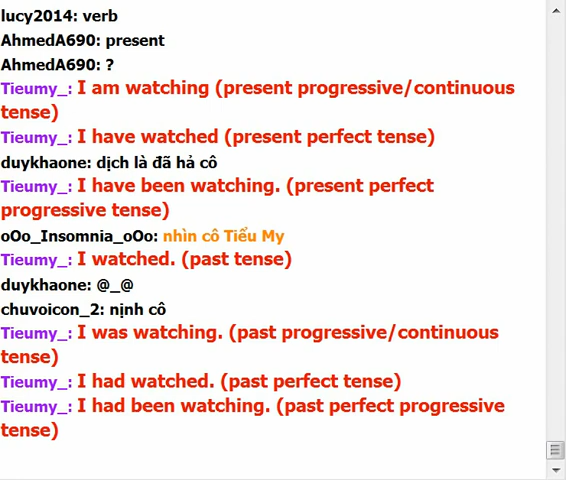 lucy2014: verb
AhmedA690: present
AhmedA690: ?
Tieumy_: I am watching (present progressive/continuous
tense)
Tieumy_: I have watched (present perfect tense)
duykhaone: dịch là đã hả cô
Tieumy_: I have been watching. (present perfect
progressive tense)
oOo_Insomnia_oOo: nhìn cô Tiểu My
Tieumy_: I watched. (past tense)
duykhaone: @_@
chuvoicon_2: nịnh cô
Tieumy_: I was watching. (past progressive/continuous
tense)
Tieumy_: I had watched. (past perfect tense)
Tieumy_: I had been watching. (past perfect progressive
tense)